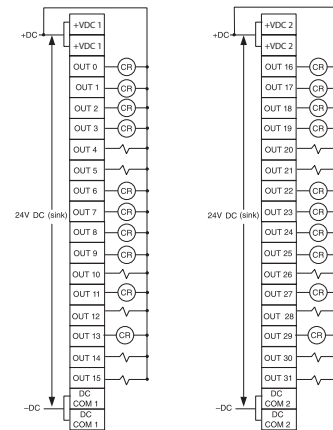 +VDC 1
+DC
+VDC 1
OUT 0 CR
OUT 1 CR
OUT 2 CR
OUT 3 CR
OUT 4
OUT 5
OUT 6 CR
24V DC (sink) OUT 7 CR
OUT 8 CR
OUT 9 CR
OUT 10
OUT 11 CR
OUT 12
OUT 13 CR
OUT 14
OUT 15
DC
COM 1
-DC
DC
COM 1
+VDC 2
+DC
+VDC 2
OUT 16 CR
OUT 17 CR
OUT 18 CR
OUT 19 CR
OUT 20
OUT 21
OUT 22 CR
24V DC (sink) OUT 23 CR
OUT 24 CR
OUT 25 CR
OUT 26
OUT 27 CR
OUT 28
OUT 29 CR
OUT 30
OUT 31
DC
COM 2
-DC
DC
COM 2